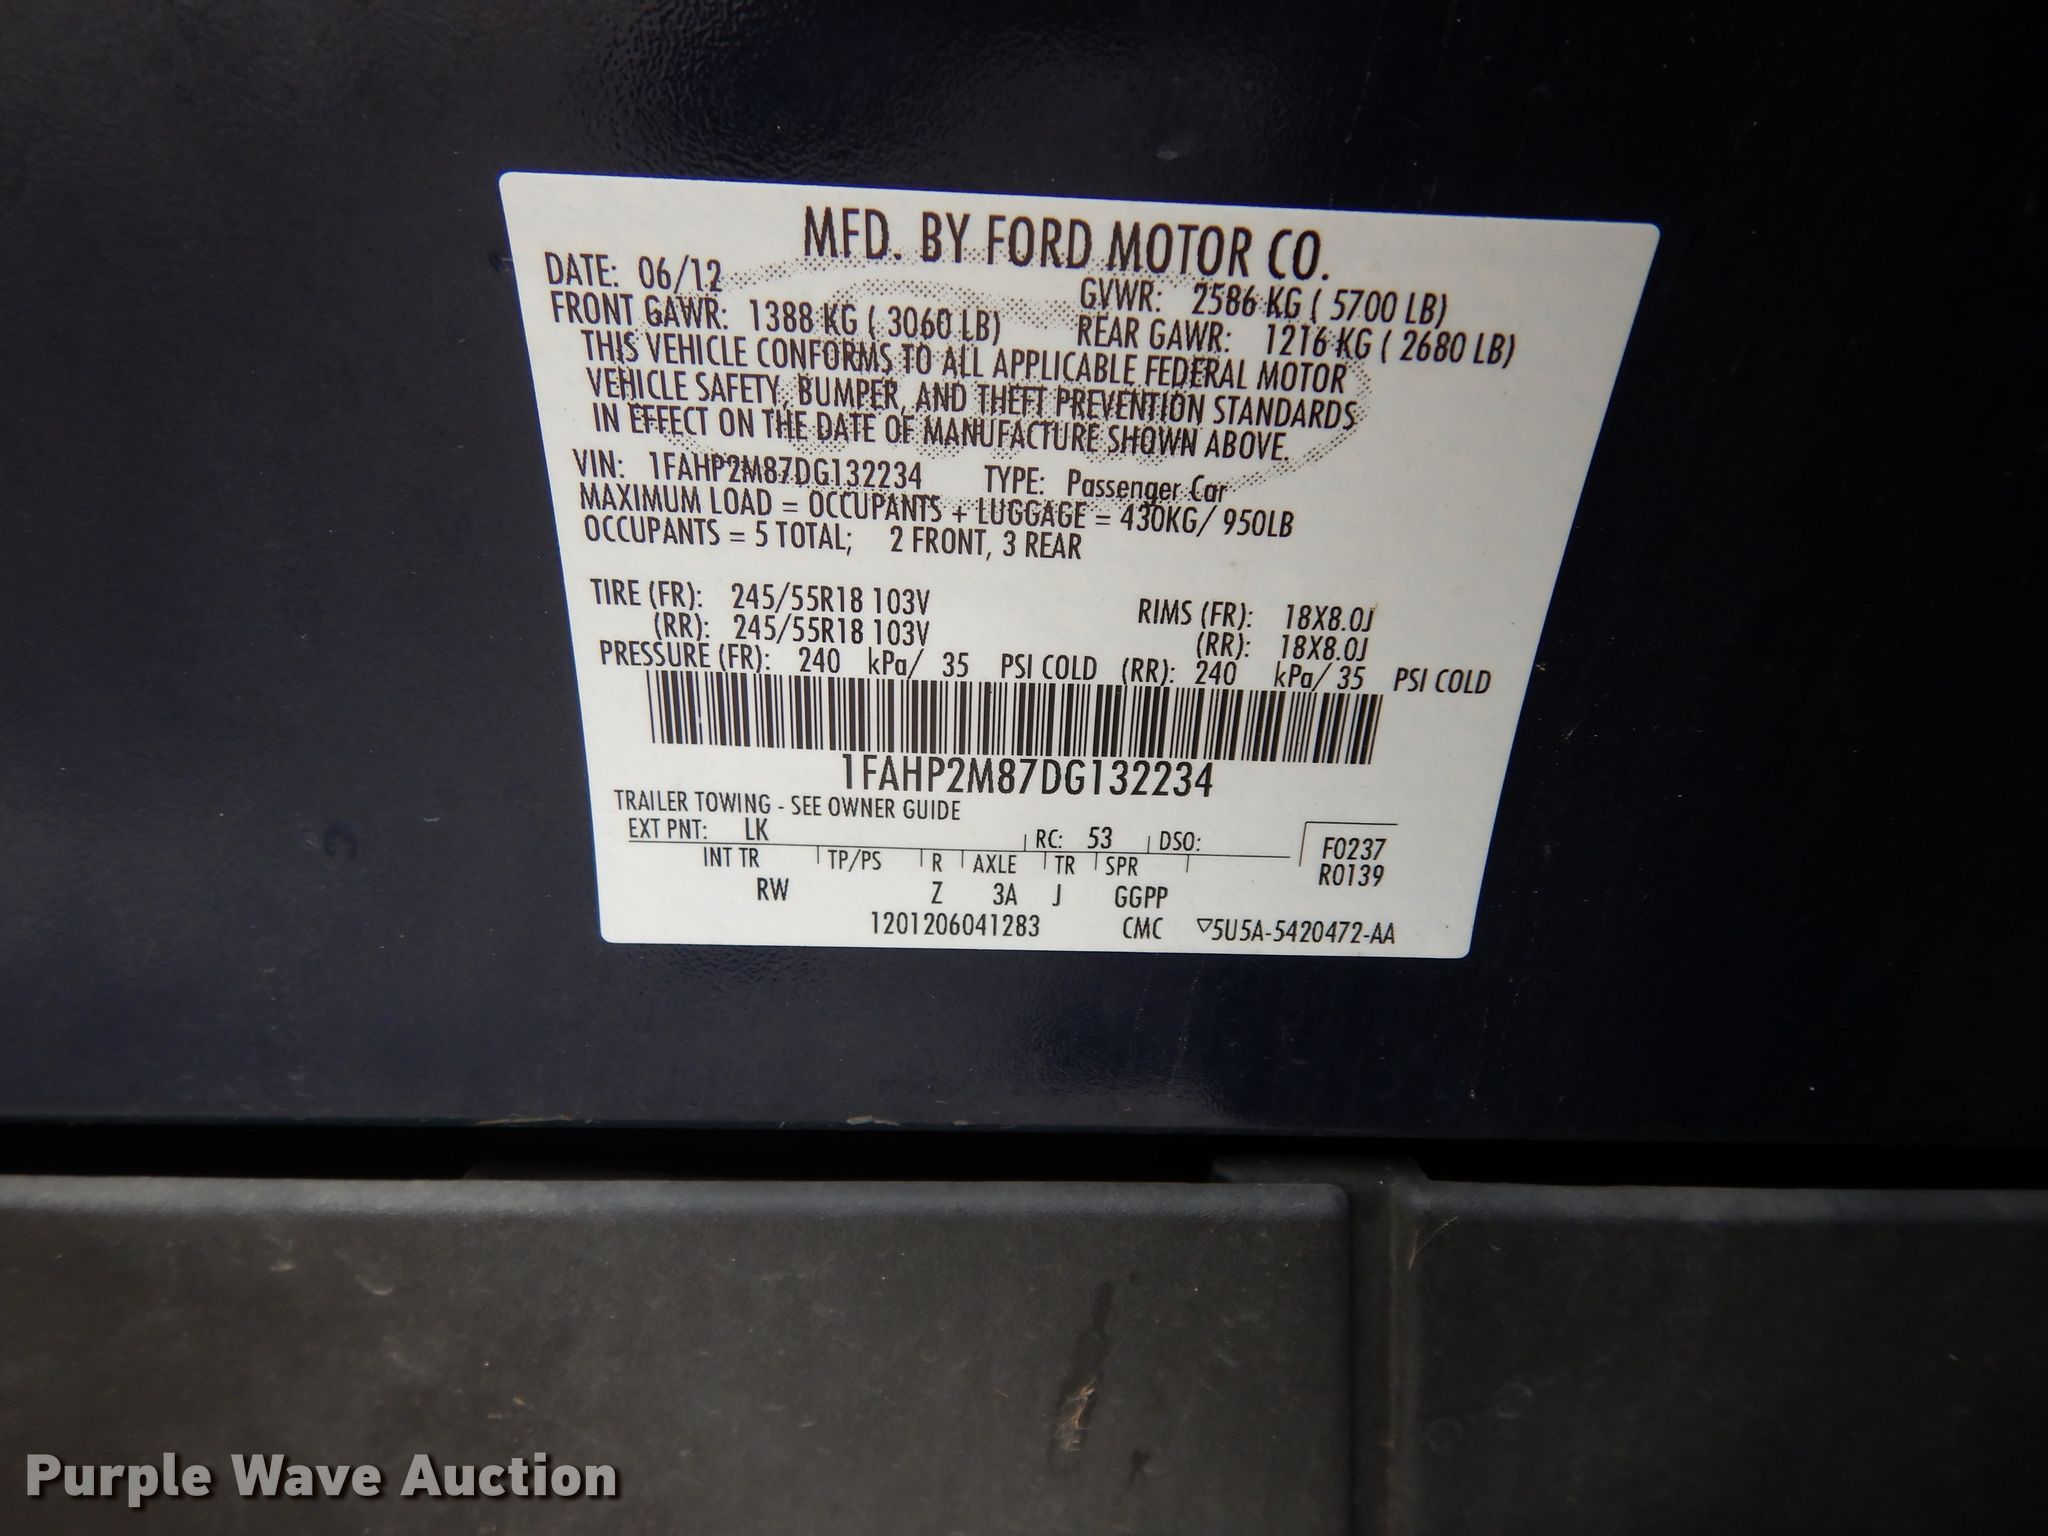 MFD. BY FORD MOTOR CO.
DATE: 06/12 GVWR: 2586 KG ( 5700 LB)
FRONT GAWR: 1388 KG ( 3060 LB) REAR GAWR: 1216 KG ( 2680 LB)
THIS VEHICLE CONFORMS TO ALL APPLICABLE FEDERAL MOTOR
VEHICLE SAFETY, BUMPER, AND THEFT PREVENTION STANDARDS
IN EFFECT ON THE DATE OF MANUFACTURE SHOWN ABOVE.
VIN: 1FAHP2M87DG132234 TYPE: Passenger Car
MAXIMUM LOAD = OCCUPANTS + LUGGAGE = 430KG/ 950LB
OCCUPANTS = 5 TOTAL; 2 FRONT, 3 REAR
TIRE (FR): 245/55R18 103V RIMS (FR): 18X8.0J
(RR): 245/55R18 103V (RR): 18X8.0J
PRESSURE (FR): 240 kPa/ 35 PSI COLD (RR): 240 kPa/ 35 PSI COLD
1FAHP2M87DG132234
TRAILER TOWING - SEE OWNER GUIDE
EXT PNT: LK RC: 53 DSO: F0237
INT TR TP/PS R AXLE TR SPR R0139
RW Z 3A J GGPP
1201206041283 CMC ▽5U5A-5420472-AA
Purple Wave Auction